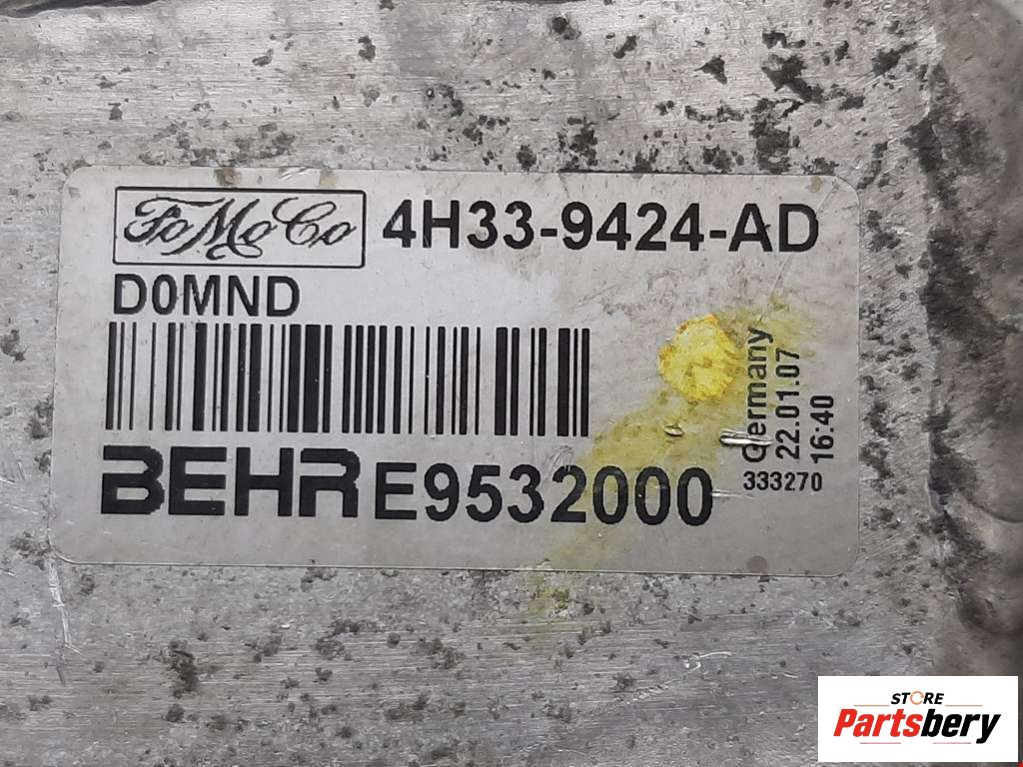 FoMoCo 4H33-9424-AD
D0MND
BEHR E9532000
Germany
22.01.07
16:40
333270
STORE
Partsbery